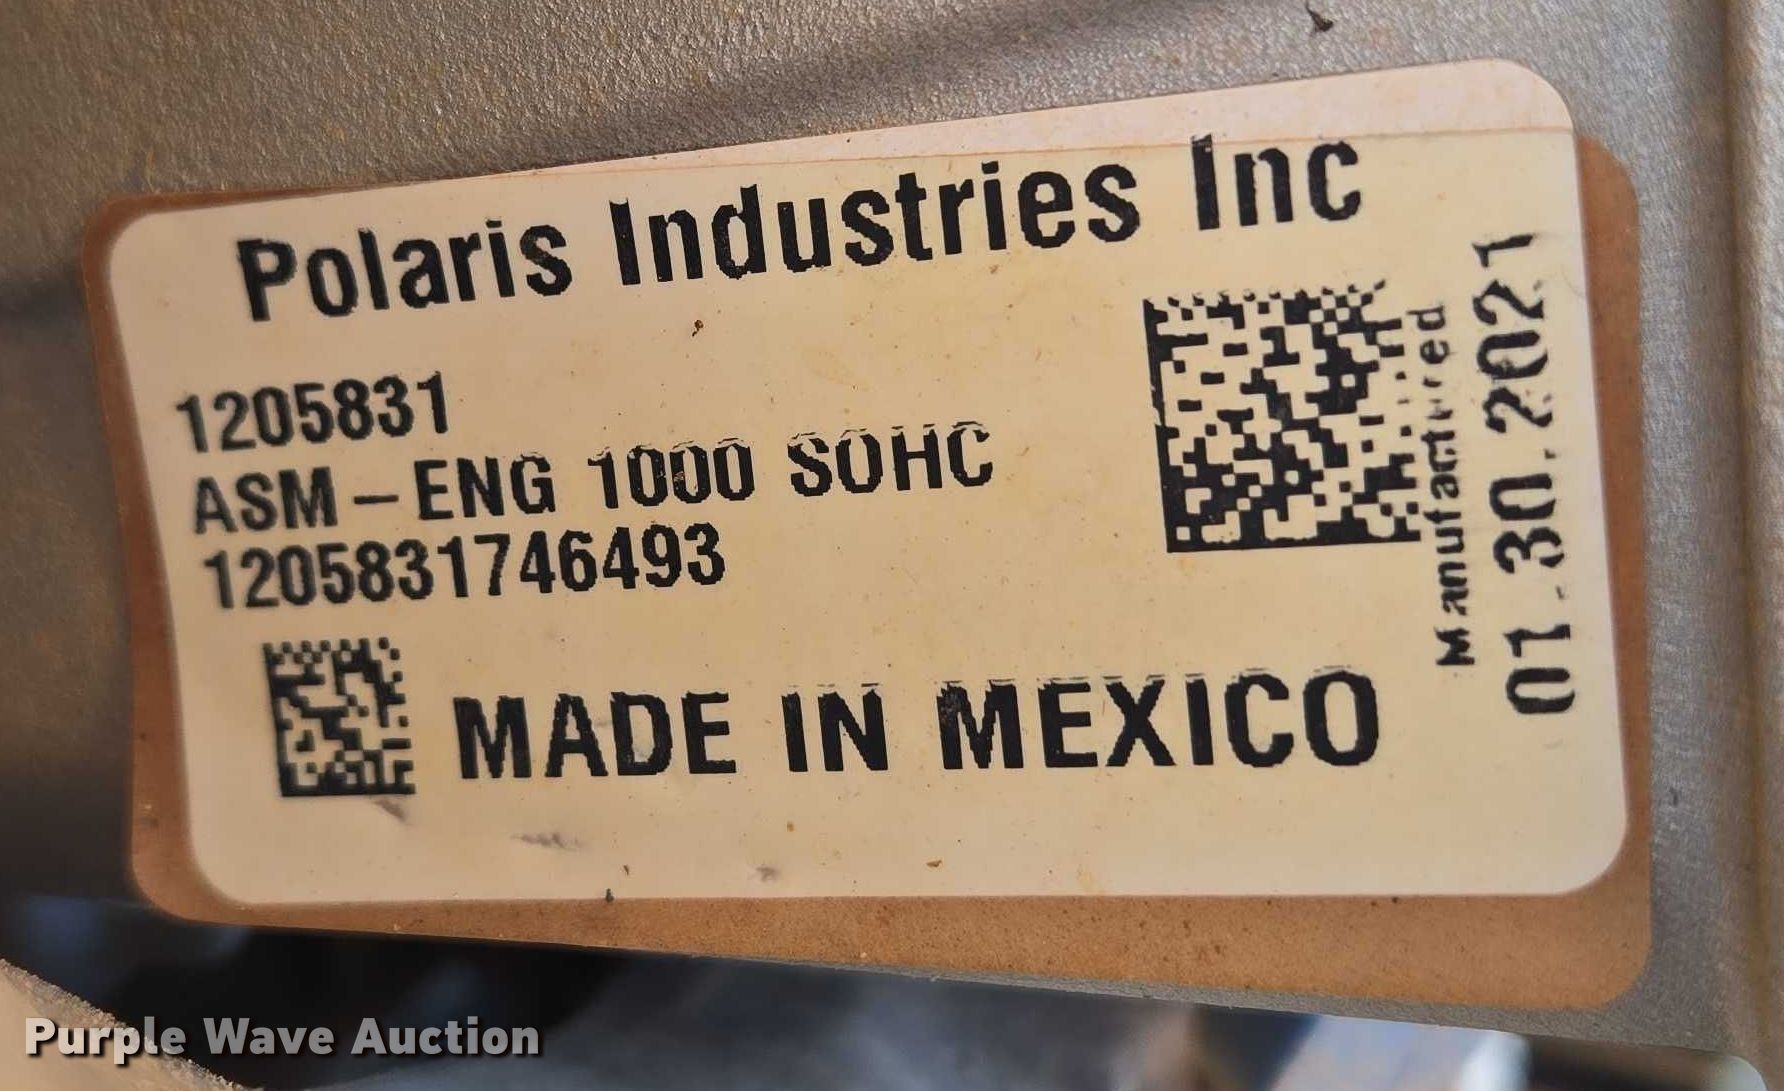 Polaris Industries Inc
1205831
ASM-ENG 1000 SOHC
1205831746493
MADE IN MEXICO
Manufactured
01.30.2021
Purple Wave Auction